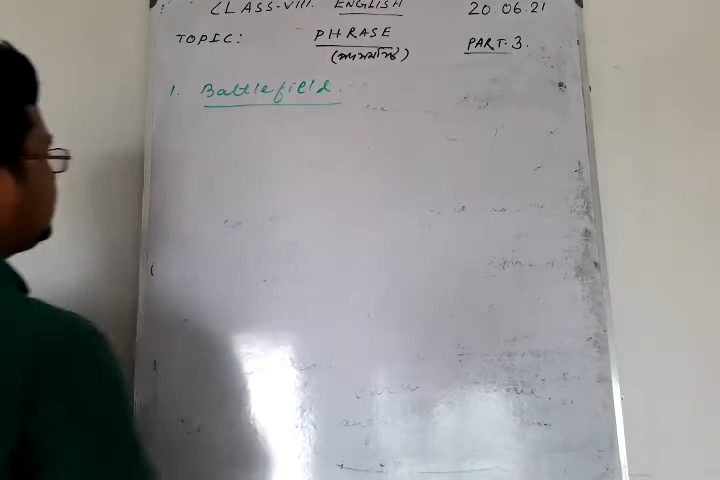 CLASS-VIII. ENGLISH 20.06.21
TOPIC: PHRASE PART-3.
1. Battlefield.